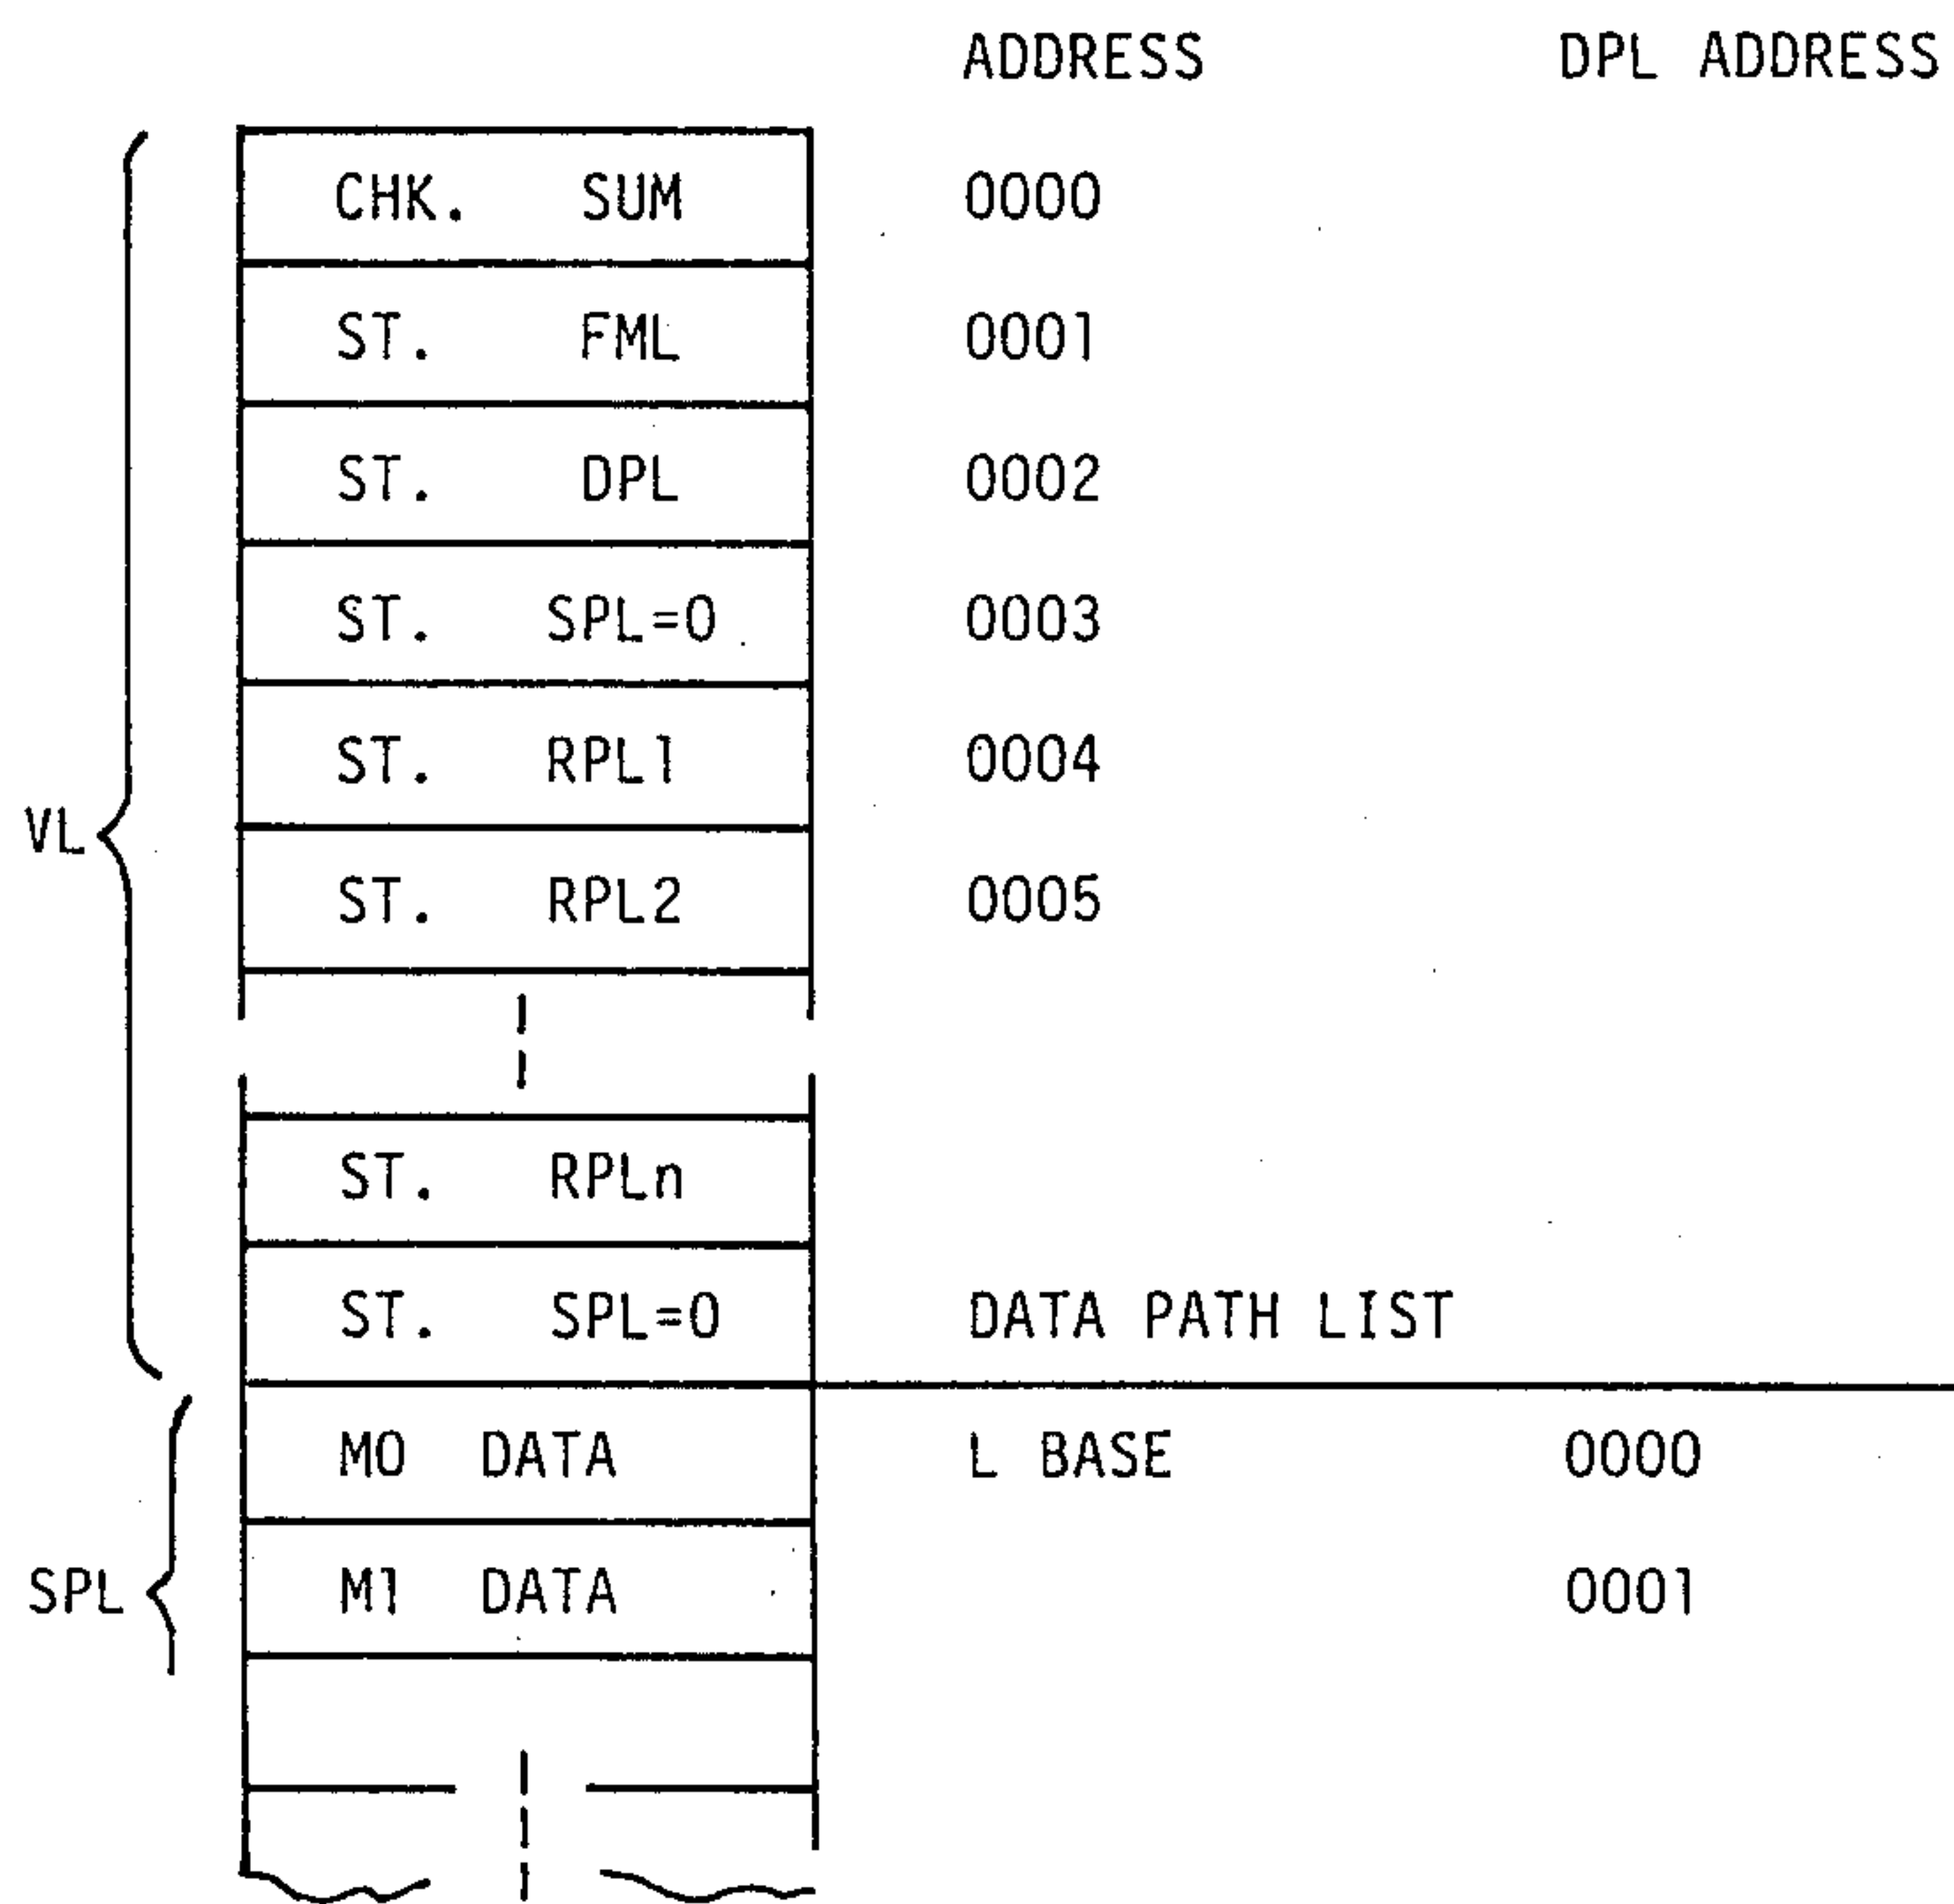 ADDRESS DPL ADDRESS
CHK. SUM 0000
ST. FML 0001
ST. DPL 0002
ST. SPL=0 0003
ST. RPL1 0004
VL
ST. RPL2 0005
ST. RPLn
ST. SPL=0 DATA PATH LIST
M0 DATA L BASE 0000
SPL M1 DATA 0001